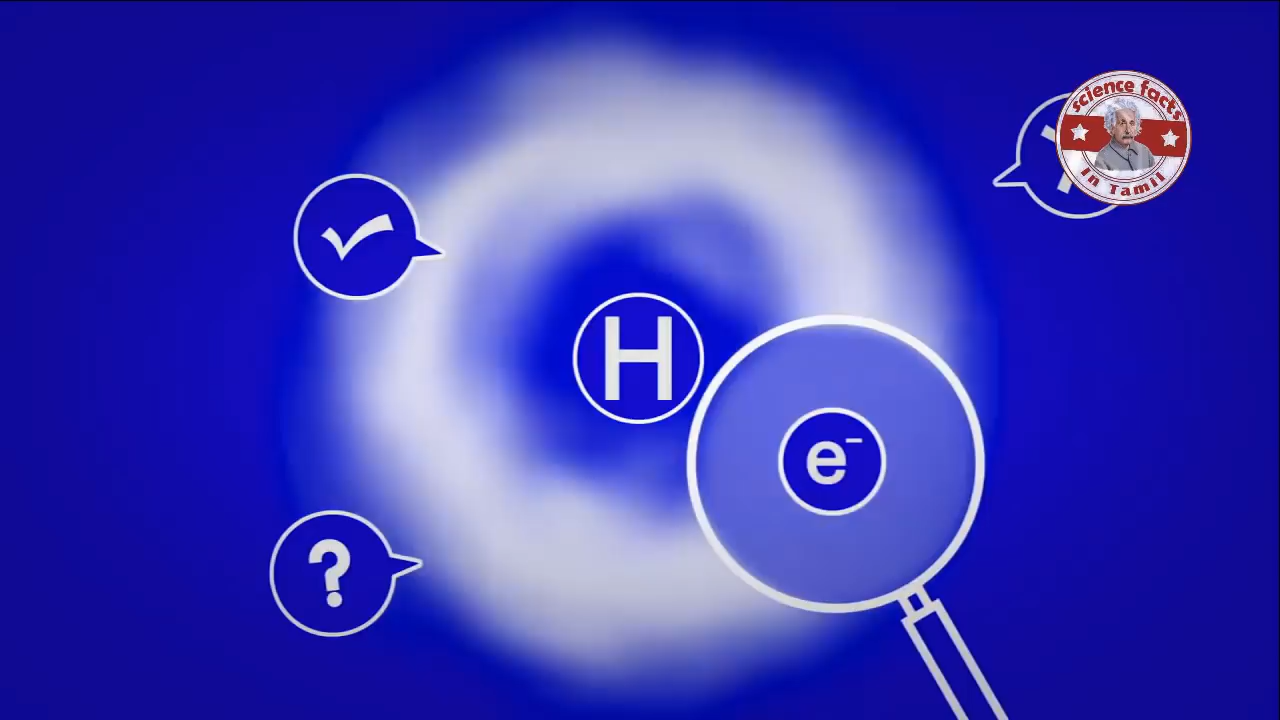 science facts
in Tamil
H
e⁻
?